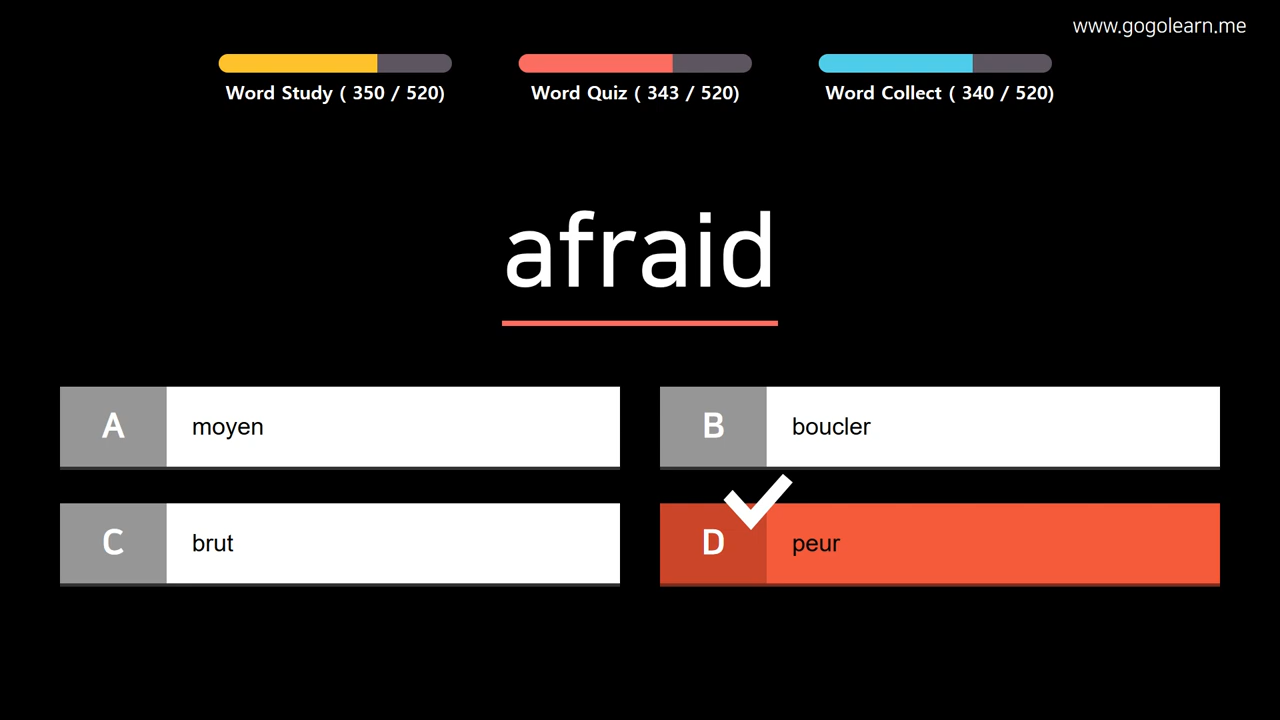 www.gogolearn.me
Word Study ( 350 / 520)
Word Quiz ( 343 / 520)
Word Collect ( 340 / 520)
afraid
A moyen
B boucler
C brut
D peur